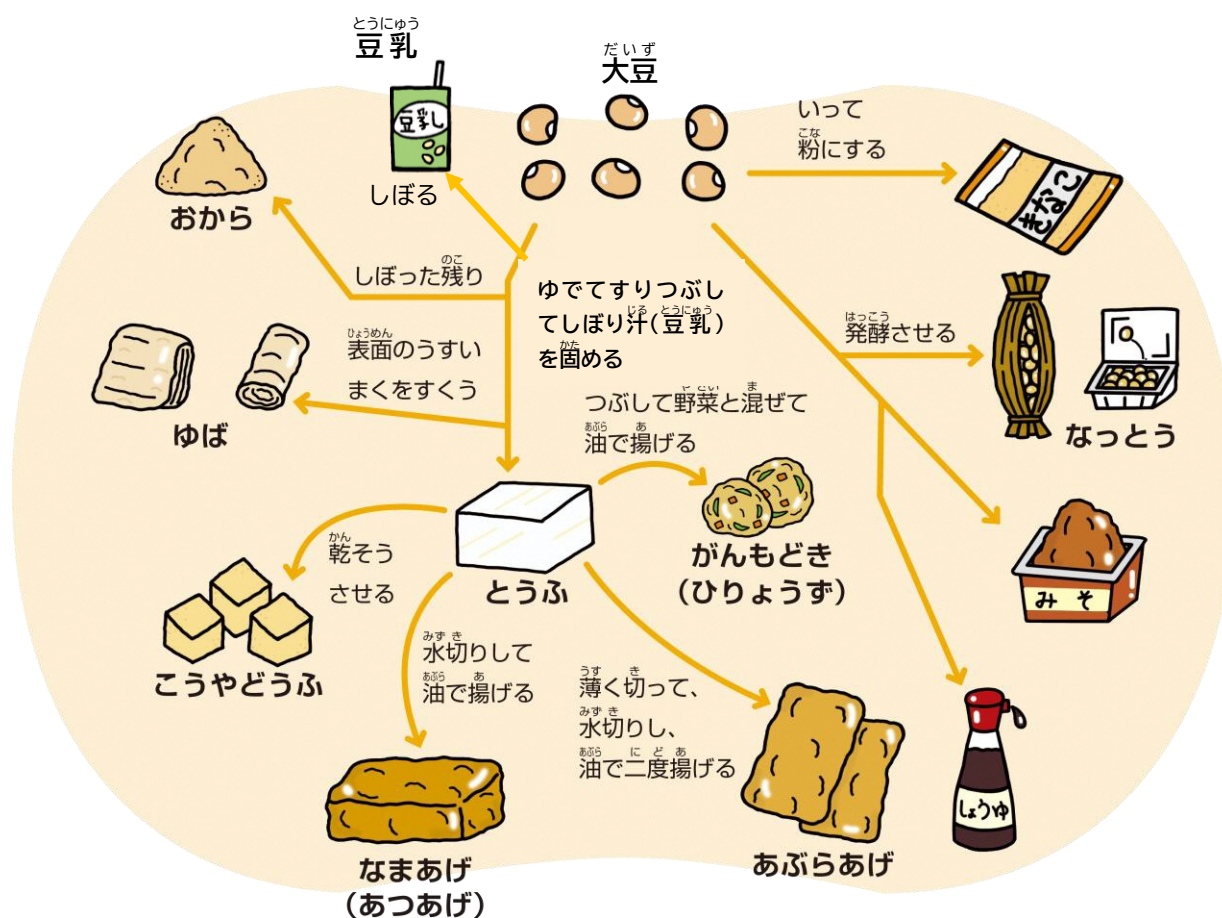 とうにゅう
豆乳
だいず
大豆
豆乳
しぼる
いって
こな
粉にする
きなこ
おから
のこ
しぼった残り
ゆでてすりつぶし
じる とうにゅう
てしぼり汁(豆乳)
かた
を固める
はっこう
発酵させる
ひょうめん
表面のうすい
まくをすくう
ゆば
なっとう
ま
つぶして野菜と混ぜて
あぶら あ
油で揚げる
がんもどき
(ひりょうず)
かん
乾そう
させる
とうふ
みそ
こうやどうふ
みず き
水切りして
あぶら あ
油で揚げる
うす き
薄く切って、
みず き
水切りし、
あぶら にど あ
油で二度揚げる
しょうゆ
なまあげ
(あつあげ)
あぶらあげ